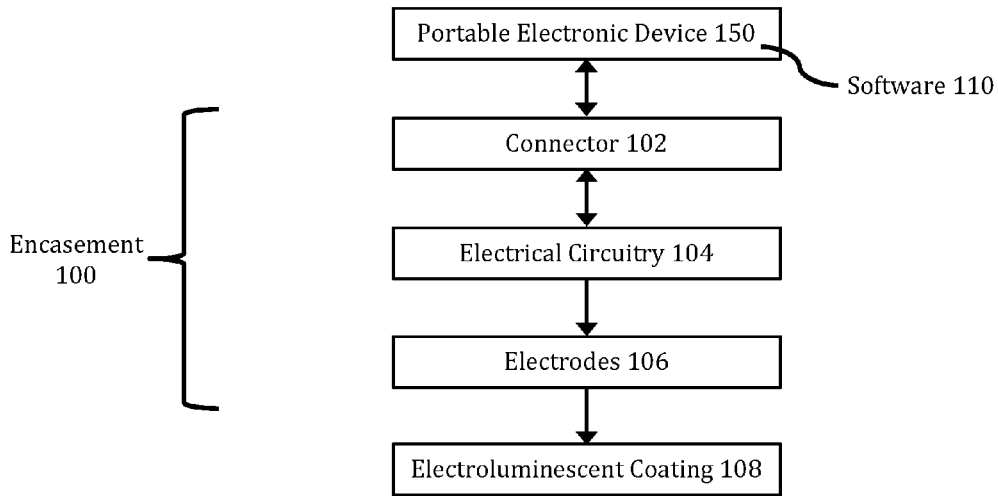 Portable Electronic Device 150
Software 110
Connector 102
Encasement
100
Electrical Circuitry 104
Electrodes 106
Electroluminescent Coating 108